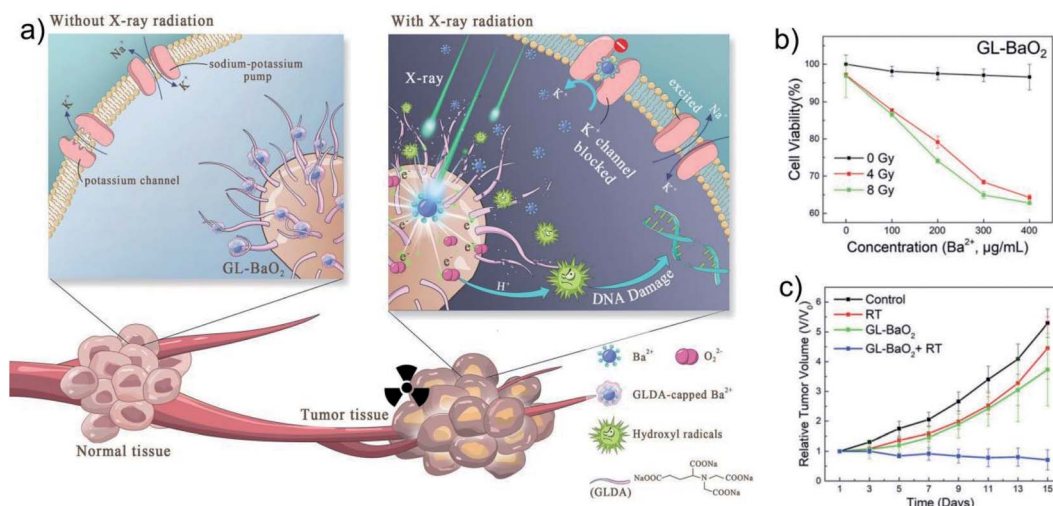 a)
Without X-ray radiation
Na⁺
K⁺
sodium-potassium
pump
K⁺
potassium channel
GL-BaO₂
With X-ray radiation
X-ray
K⁺
K⁺ channel
blocked
excited
Na⁺
K⁺
e⁻
e⁻
e⁻
e⁻
H⁺
DNA Damage
Normal tissue
Tumor tissue
Ba²⁺
O₂²⁻
GLDA-capped Ba²⁺
Hydroxyl radicals
(GLDA)
NaOOC
COONa
N
COONa
COONa
b)
GL-BaO₂
Cell Viability(%)
100
90
80
70
60
0 Gy
4 Gy
8 Gy
0 100 200 300 400
Concentration (Ba²⁺, µg/mL)
c)
Relative Tumor Volume (V/V₀)
6
5
4
3
2
1
0
Control
RT
GL-BaO₂
GL-BaO₂+ RT
1 3 5 7 9 11 13 15
Time (Days)